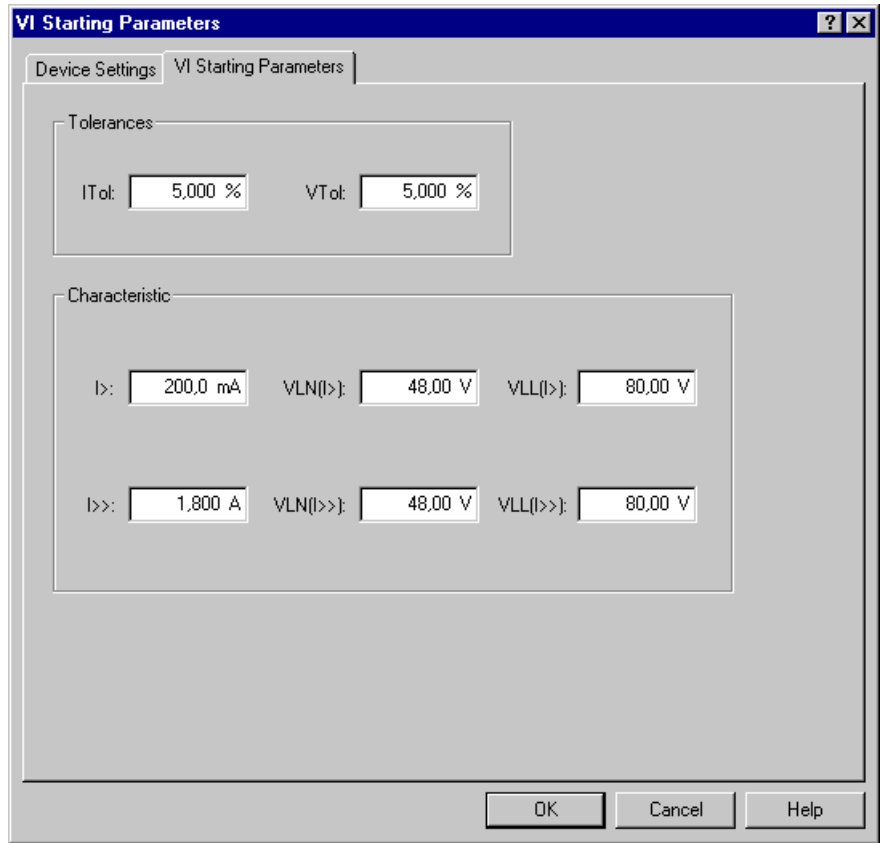 VI Starting Parameters
Device Settings VI Starting Parameters
Tolerances
ITol: 5,000 % VTol: 5,000 %
Characteristic
I>: 200,0 mA VLN(I>): 48,00 V VLL(I>): 80,00 V
I>>: 1,800 A VLN(I>>): 48,00 V VLL(I>>): 80,00 V
OK Cancel Help